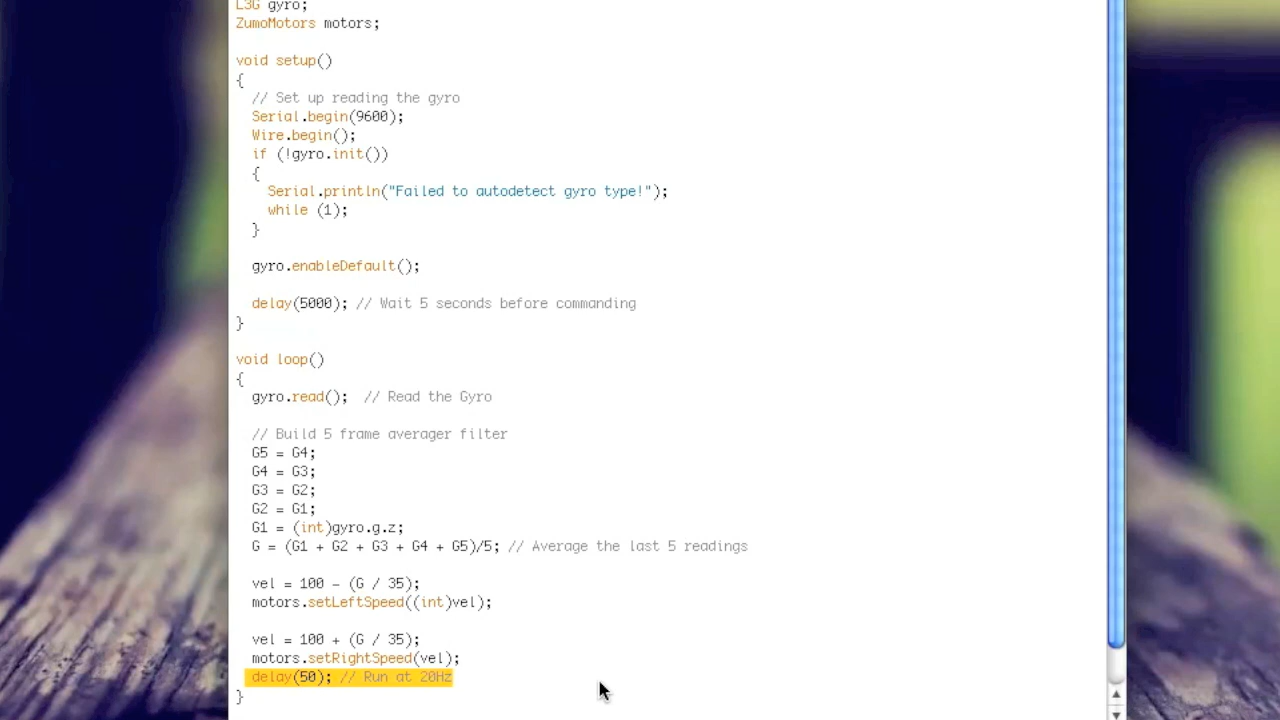 L3G gyro;
ZumoMotors motors;
void setup()
{
// Set up reading the gyro
Serial.begin(9600);
Wire.begin();
if (!gyro.init())
{
Serial.println("Failed to autodetect gyro type!");
while (1);
}
gyro.enableDefault();
delay(5000); // Wait 5 seconds before commanding
}
void loop()
{
gyro.read(); // Read the Gyro
// Build 5 frame averager filter
G5 = G4;
G4 = G3;
G3 = G2;
G2 = G1;
G1 = (int)gyro.g.z;
G = (G1 + G2 + G3 + G4 + G5)/5; // Average the last 5 readings
vel = 100 - (G / 35);
motors.setLeftSpeed((int)vel);
vel = 100 + (G / 35);
motors.setRightSpeed(vel);
delay(50); // Run at 20Hz
}